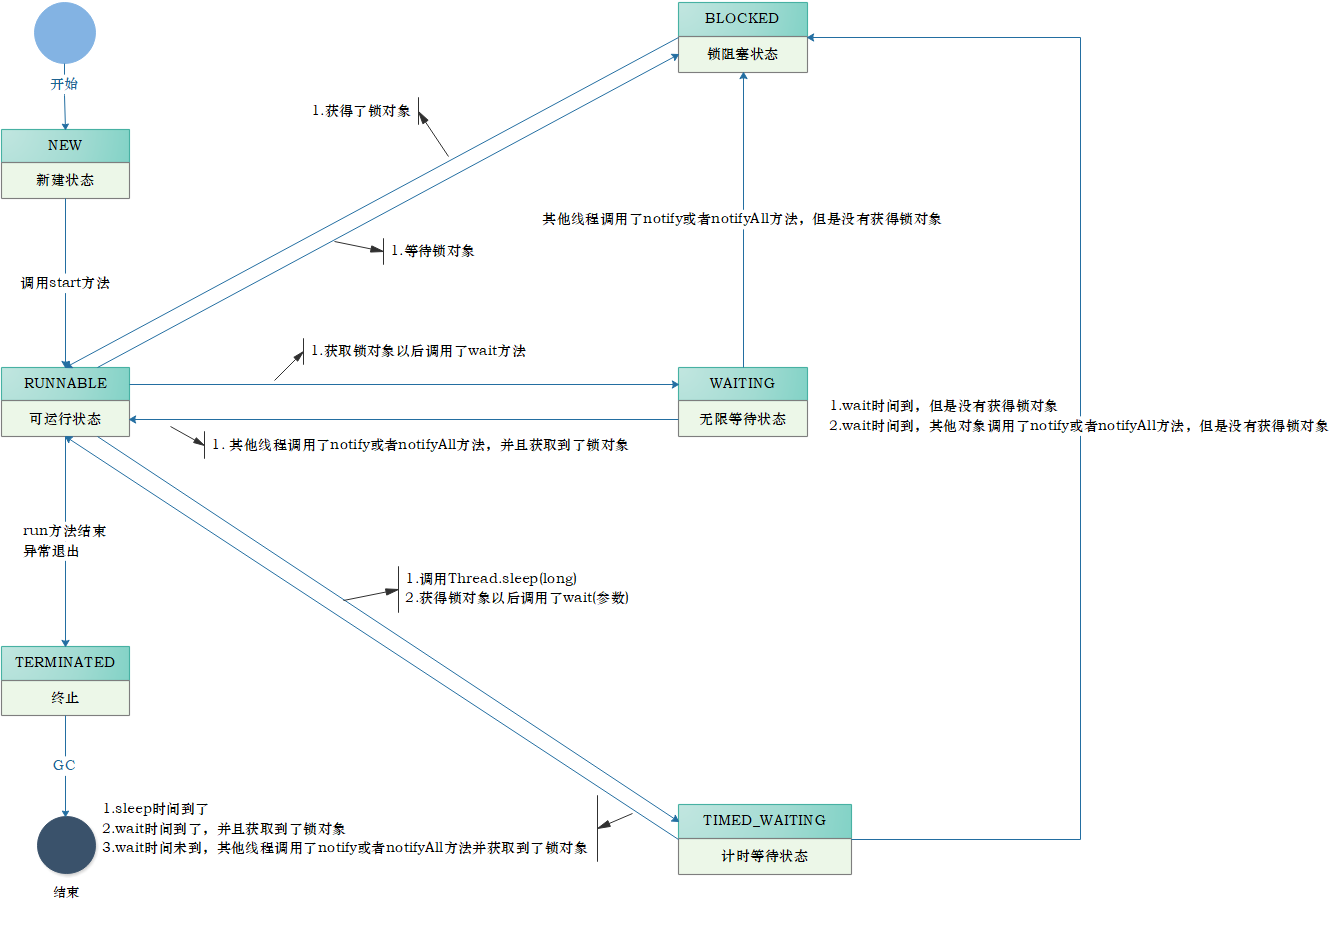 BLOCKED
锁阻塞状态
开始
1.获得了锁对象
NEW
新建状态
其他线程调用了notify或者notifyAll方法，但是没有获得锁对象
1.等待锁对象
调用start方法
1.获取锁对象以后调用了wait方法
RUNNABLE
可运行状态
WAITING
无限等待状态
1.wait时间到，但是没有获得锁对象
2.wait时间到，其他对象调用了notify或者notifyAll方法，但是没有获得锁对象
1. 其他线程调用了notify或者notifyAll方法，并且获取到了锁对象
run方法结束
异常退出
1.调用Thread.sleep(long)
2.获得锁对象以后调用了wait(参数)
TERMINATED
终止
GC
1.sleep时间到了
2.wait时间到了，并且获取到了锁对象
3.wait时间未到，其他线程调用了notify或者notifyAll方法并获取到了锁对象
TIMED_WAITING
计时等待状态
结束